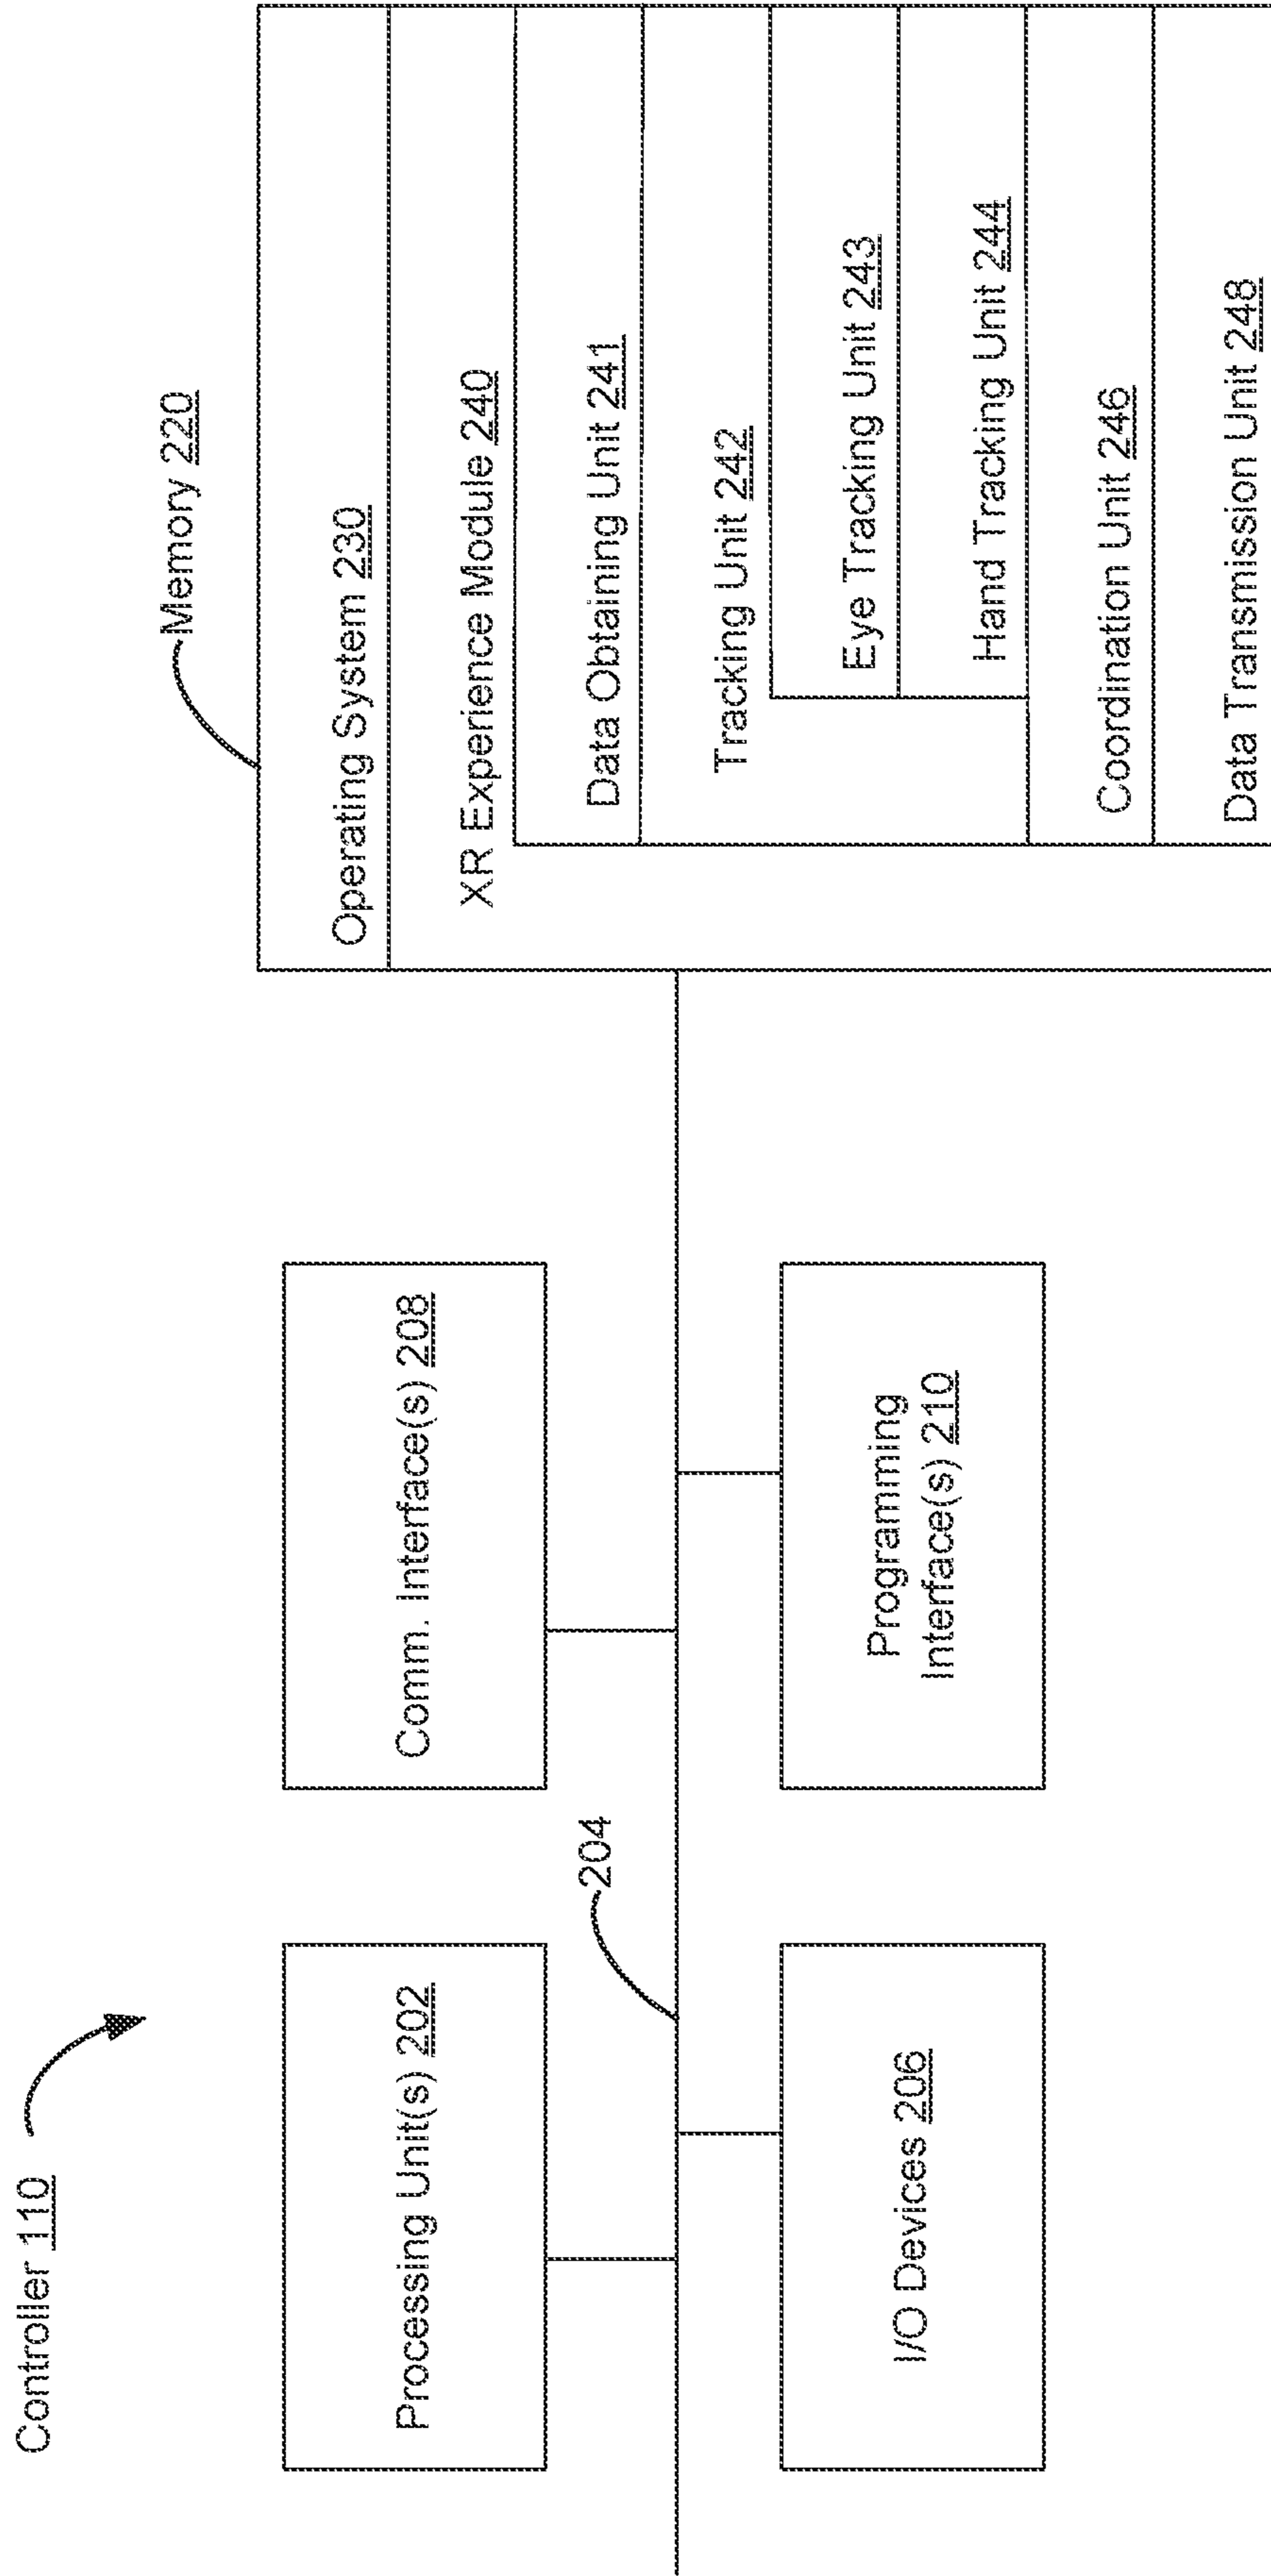 Controller 110
Memory 220
Processing Unit(s) 202
Comm. Interface(s) 208
204
I/O Devices 206
Programming
Interface(s) 210
Operating System 230
XR Experience Module 240
Data Obtaining Unit 241
Tracking Unit 242
Eye Tracking Unit 243
Hand Tracking Unit 244
Coordination Unit 246
Data Transmission Unit 248